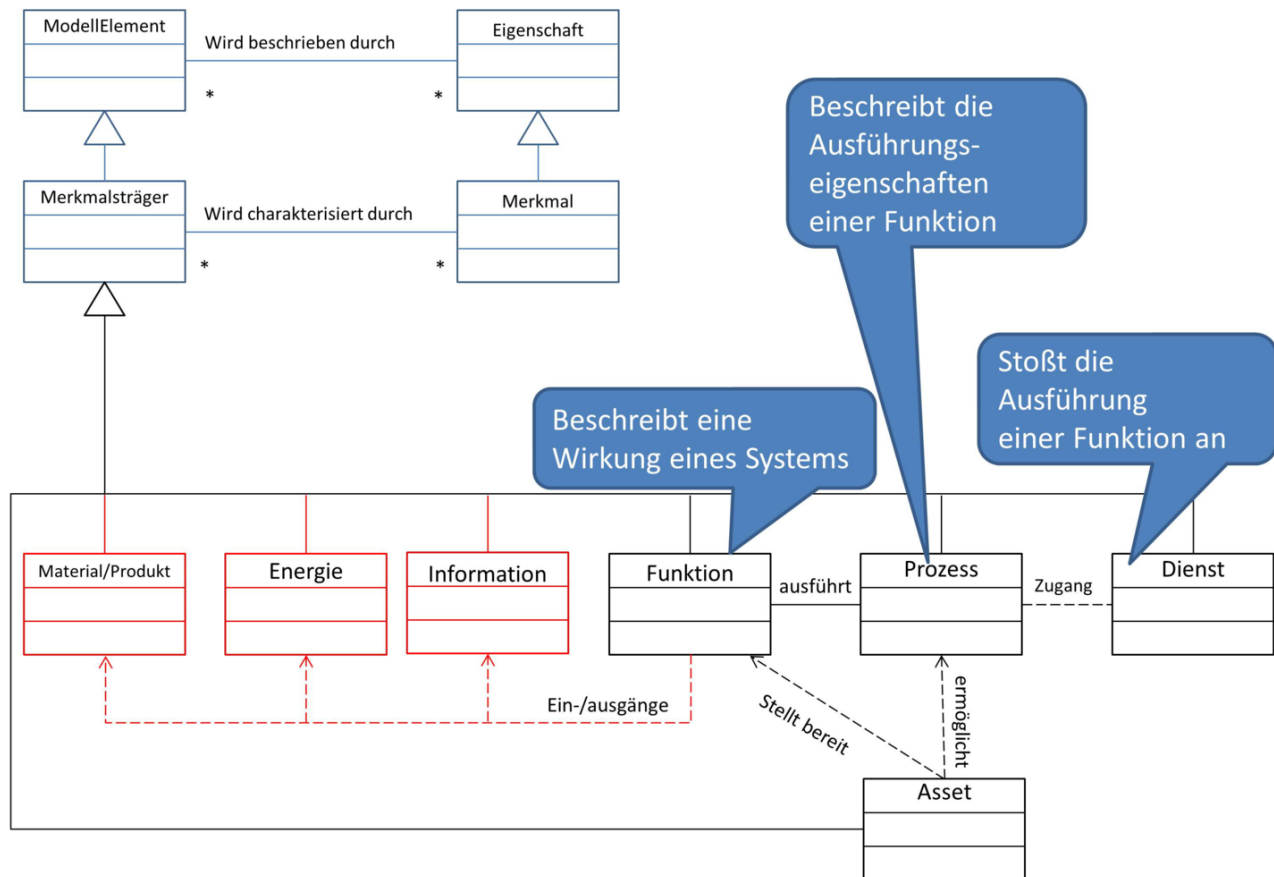 ModellElement
Wird beschrieben durch
Eigenschaft
*
*
Merkmalsträger
Wird charakterisiert durch
Merkmal
*
*
Beschreibt die
Ausführungs-
eigenschaften
einer Funktion
Stoßt die
Ausführung
einer Funktion an
Beschreibt eine
Wirkung eines Systems
Material/Produkt
Energie
Information
Funktion
ausführt
Prozess
Zugang
Dienst
Ein-/ausgänge
Stellt bereit
ermöglicht
Asset